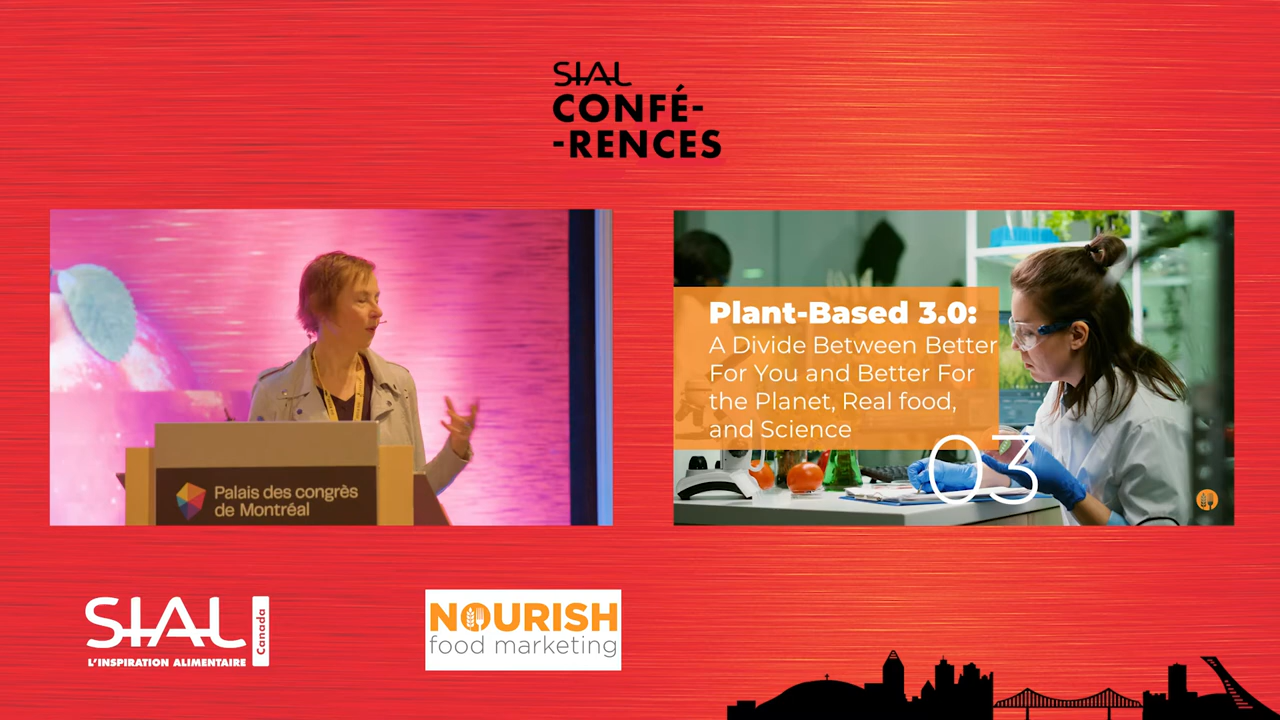 SIAL
CONFÉ-
-RENCES
Palais des congrès
de Montréal
Plant-Based 3.0:
A Divide Between Better
For You and Better For
the Planet, Real food,
and Science
03
SIAL
Canada
L'INSPIRATION ALIMENTAIRE
NOURISH
food marketing